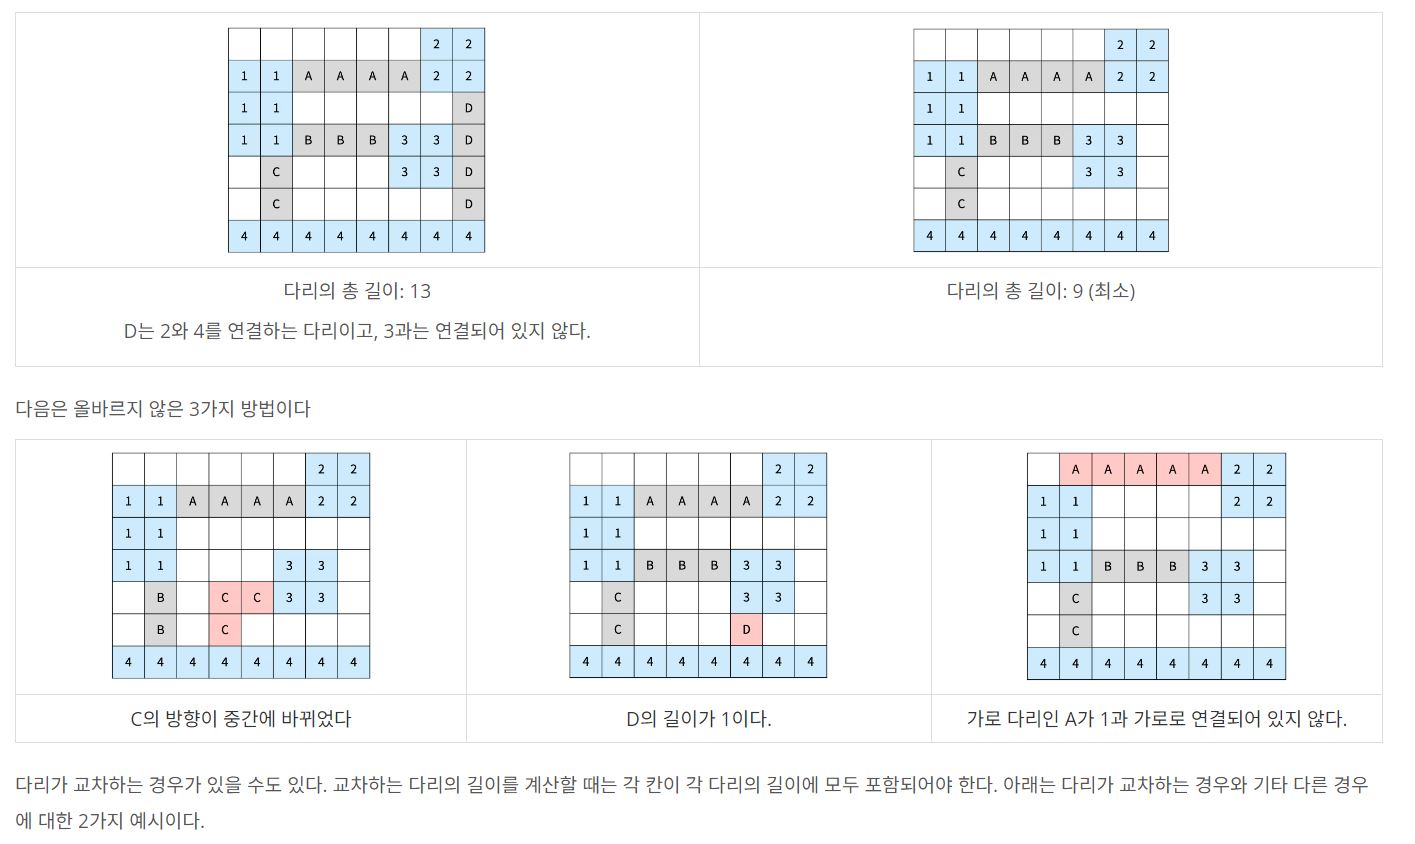 2 2
1 1 A A A A 2 2
1 1 D
1 1 B B B 3 3 D
C 3 3 D
C D
4 4 4 4 4 4 4 4
다리의 총 길이: 13
D는 2와 4를 연결하는 다리이고, 3과는 연결되어 있지 않다.
2 2
1 1 A A A A 2 2
1 1
1 1 B B B 3 3
C 3 3
C
4 4 4 4 4 4 4 4
다리의 총 길이: 9 (최소)
다음은 올바르지 않은 3가지 방법이다
2 2
1 1 A A A A 2 2
1 1
1 1 3 3
B C C 3 3
B C
4 4 4 4 4 4 4 4
C의 방향이 중간에 바뀌었다
2 2
1 1 A A A A 2 2
1 1
1 1 B B B 3 3
C 3 3
C D
4 4 4 4 4 4 4 4
D의 길이가 1이다.
A A A A A 2 2
1 1 2 2
1 1
1 1 B B B 3 3
C 3 3
C
4 4 4 4 4 4 4 4
가로 다리인 A가 1과 가로로 연결되어 있지 않다.
다리가 교차하는 경우가 있을 수도 있다. 교차하는 다리의 길이를 계산할 때는 각 칸이 각 다리의 길이에 모두 포함되어야 한다. 아래는 다리가 교차하는 경우와 기타 다른 경우
에 대한 2가지 예시이다.